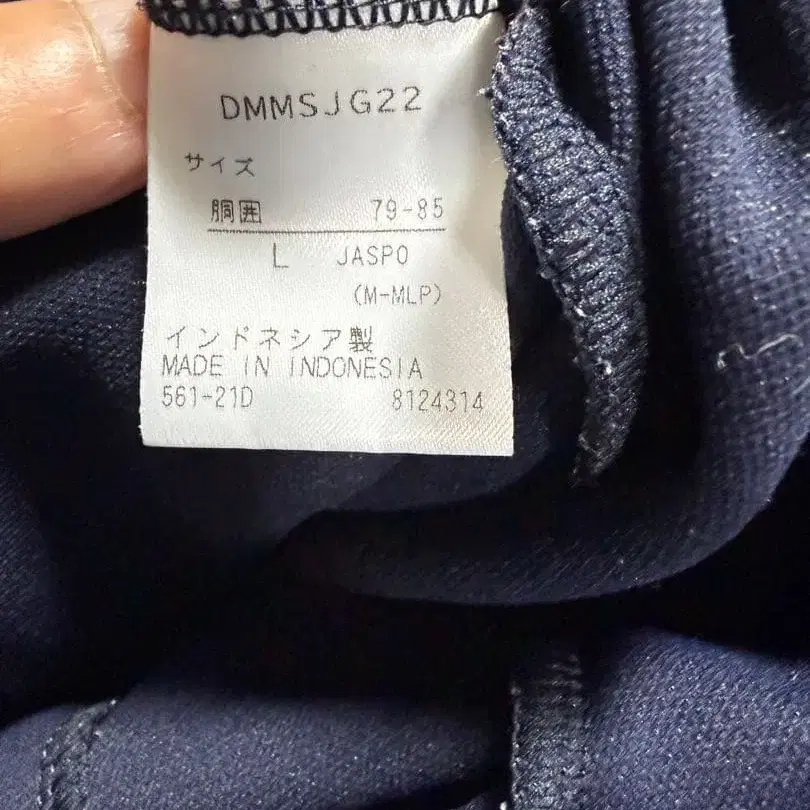 DMMSJG22
サイズ
胴囲 79-85
L JASPO
(M-MLP)
インドネシア製
MADE IN INDONESIA
561-21D 8124314